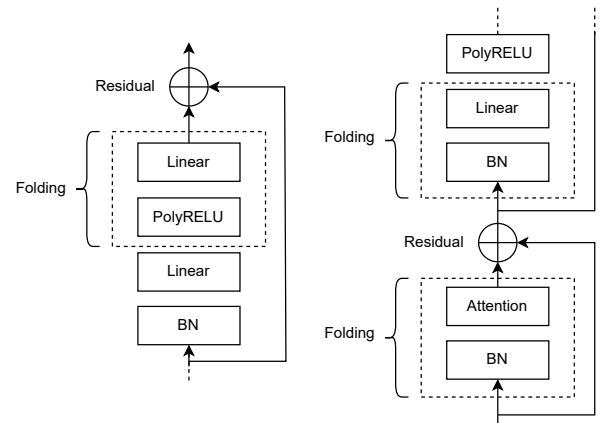 Residual
Linear
Folding
PolyRELU
Linear
BN
PolyRELU
Linear
Folding
BN
Residual
Attention
Folding
BN